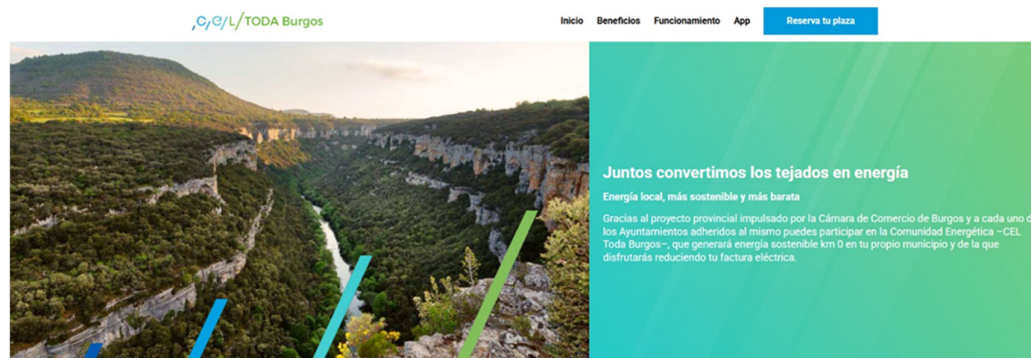 C/E/L/TODA Burgos
Inicio Beneficios Funcionamiento App Reserva tu plaza
Juntos convertimos los tejados en energía
Energía local, más sostenible y más barata
Gracias al proyecto provincial impulsado por la Cámara de Comercio de Burgos y a cada uno
los Ayuntamientos adheridos al mismo puedes participar en la Comunidad Energética –CEL
Toda Burgos–, que generará energía sostenible km 0 en tu propio municipio y de la que
disfrutarás reduciendo tu factura eléctrica.